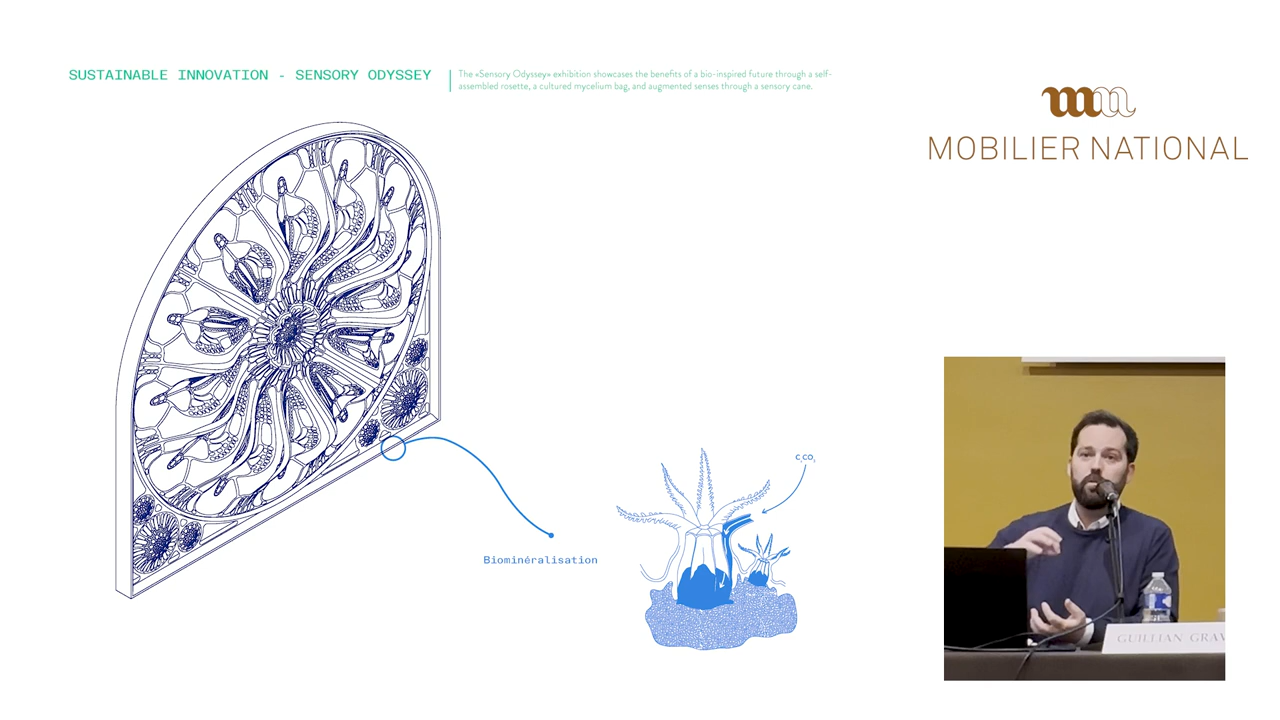 SUSTAINABLE INNOVATION - SENSORY ODYSSEY
The «Sensory Odyssey» exhibition showcases the benefits of a bio-inspired future through a self-
assembled rosette, a cultured mycelium bag, and augmented senses through a sensory cane.
MOBILIER NATIONAL
C,CO,
Biominéralisation
GUILLIAN GRAV